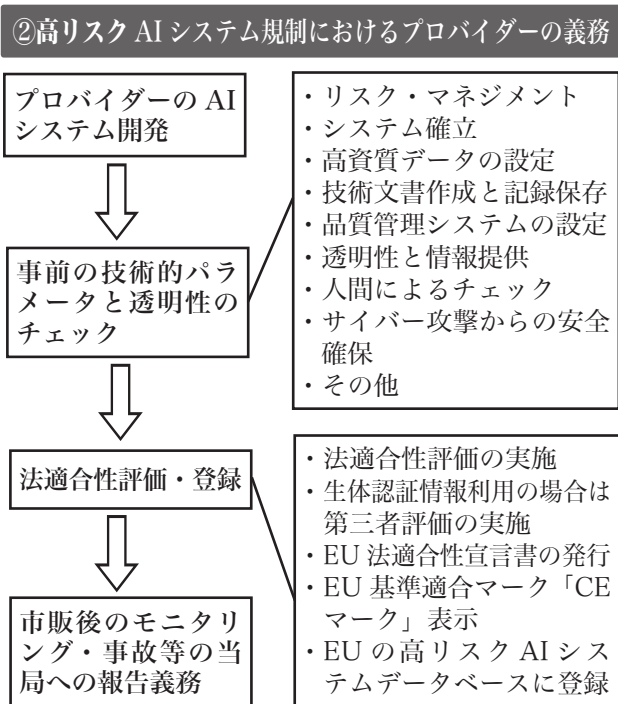 ②高リスク AI システム規制におけるプロバイダーの義務
プロバイダーの AI
システム開発
事前の技術的パラ
メータと透明性の
チェック
法適合性評価・登録
市販後のモニタリ
ング・事故等の当
局への報告義務
・リスク・マネジメント
・システム確立
・高資質データの設定
・技術文書作成と記録保存
・品質管理システムの設定
・透明性と情報提供
・人間によるチェック
・サイバー攻撃からの安全
確保
・その他
・法適合性評価の実施
・生体認証情報利用の場合は
第三者評価の実施
・EU 法適合性宣言書の発行
・EU 基準適合マーク「CE
マーク」表示
・EU の高リスク AI シス
テムデータベースに登録